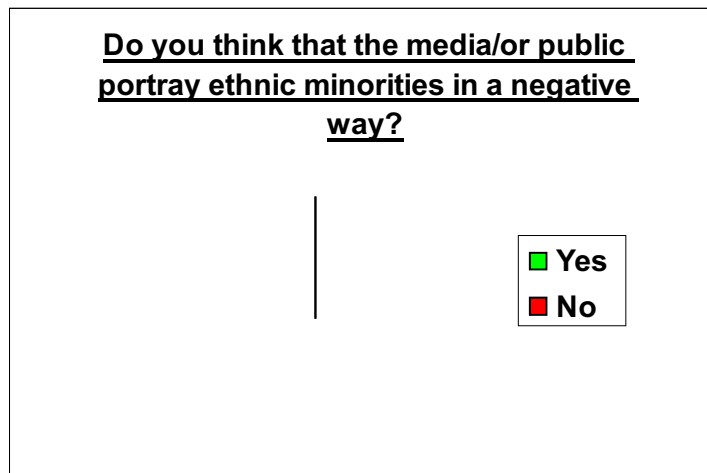 Do you think that the media/or public
portray ethnic minorities in a negative
way?
Yes
No